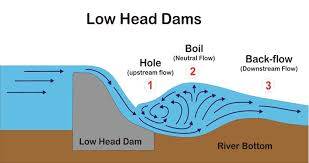 Low Head Dams
Hole
(upstream flow)
1
Boil
(Neutral Flow)
2
Back-flow
(Downstream Flow)
3
Low Head Dam
River Bottom